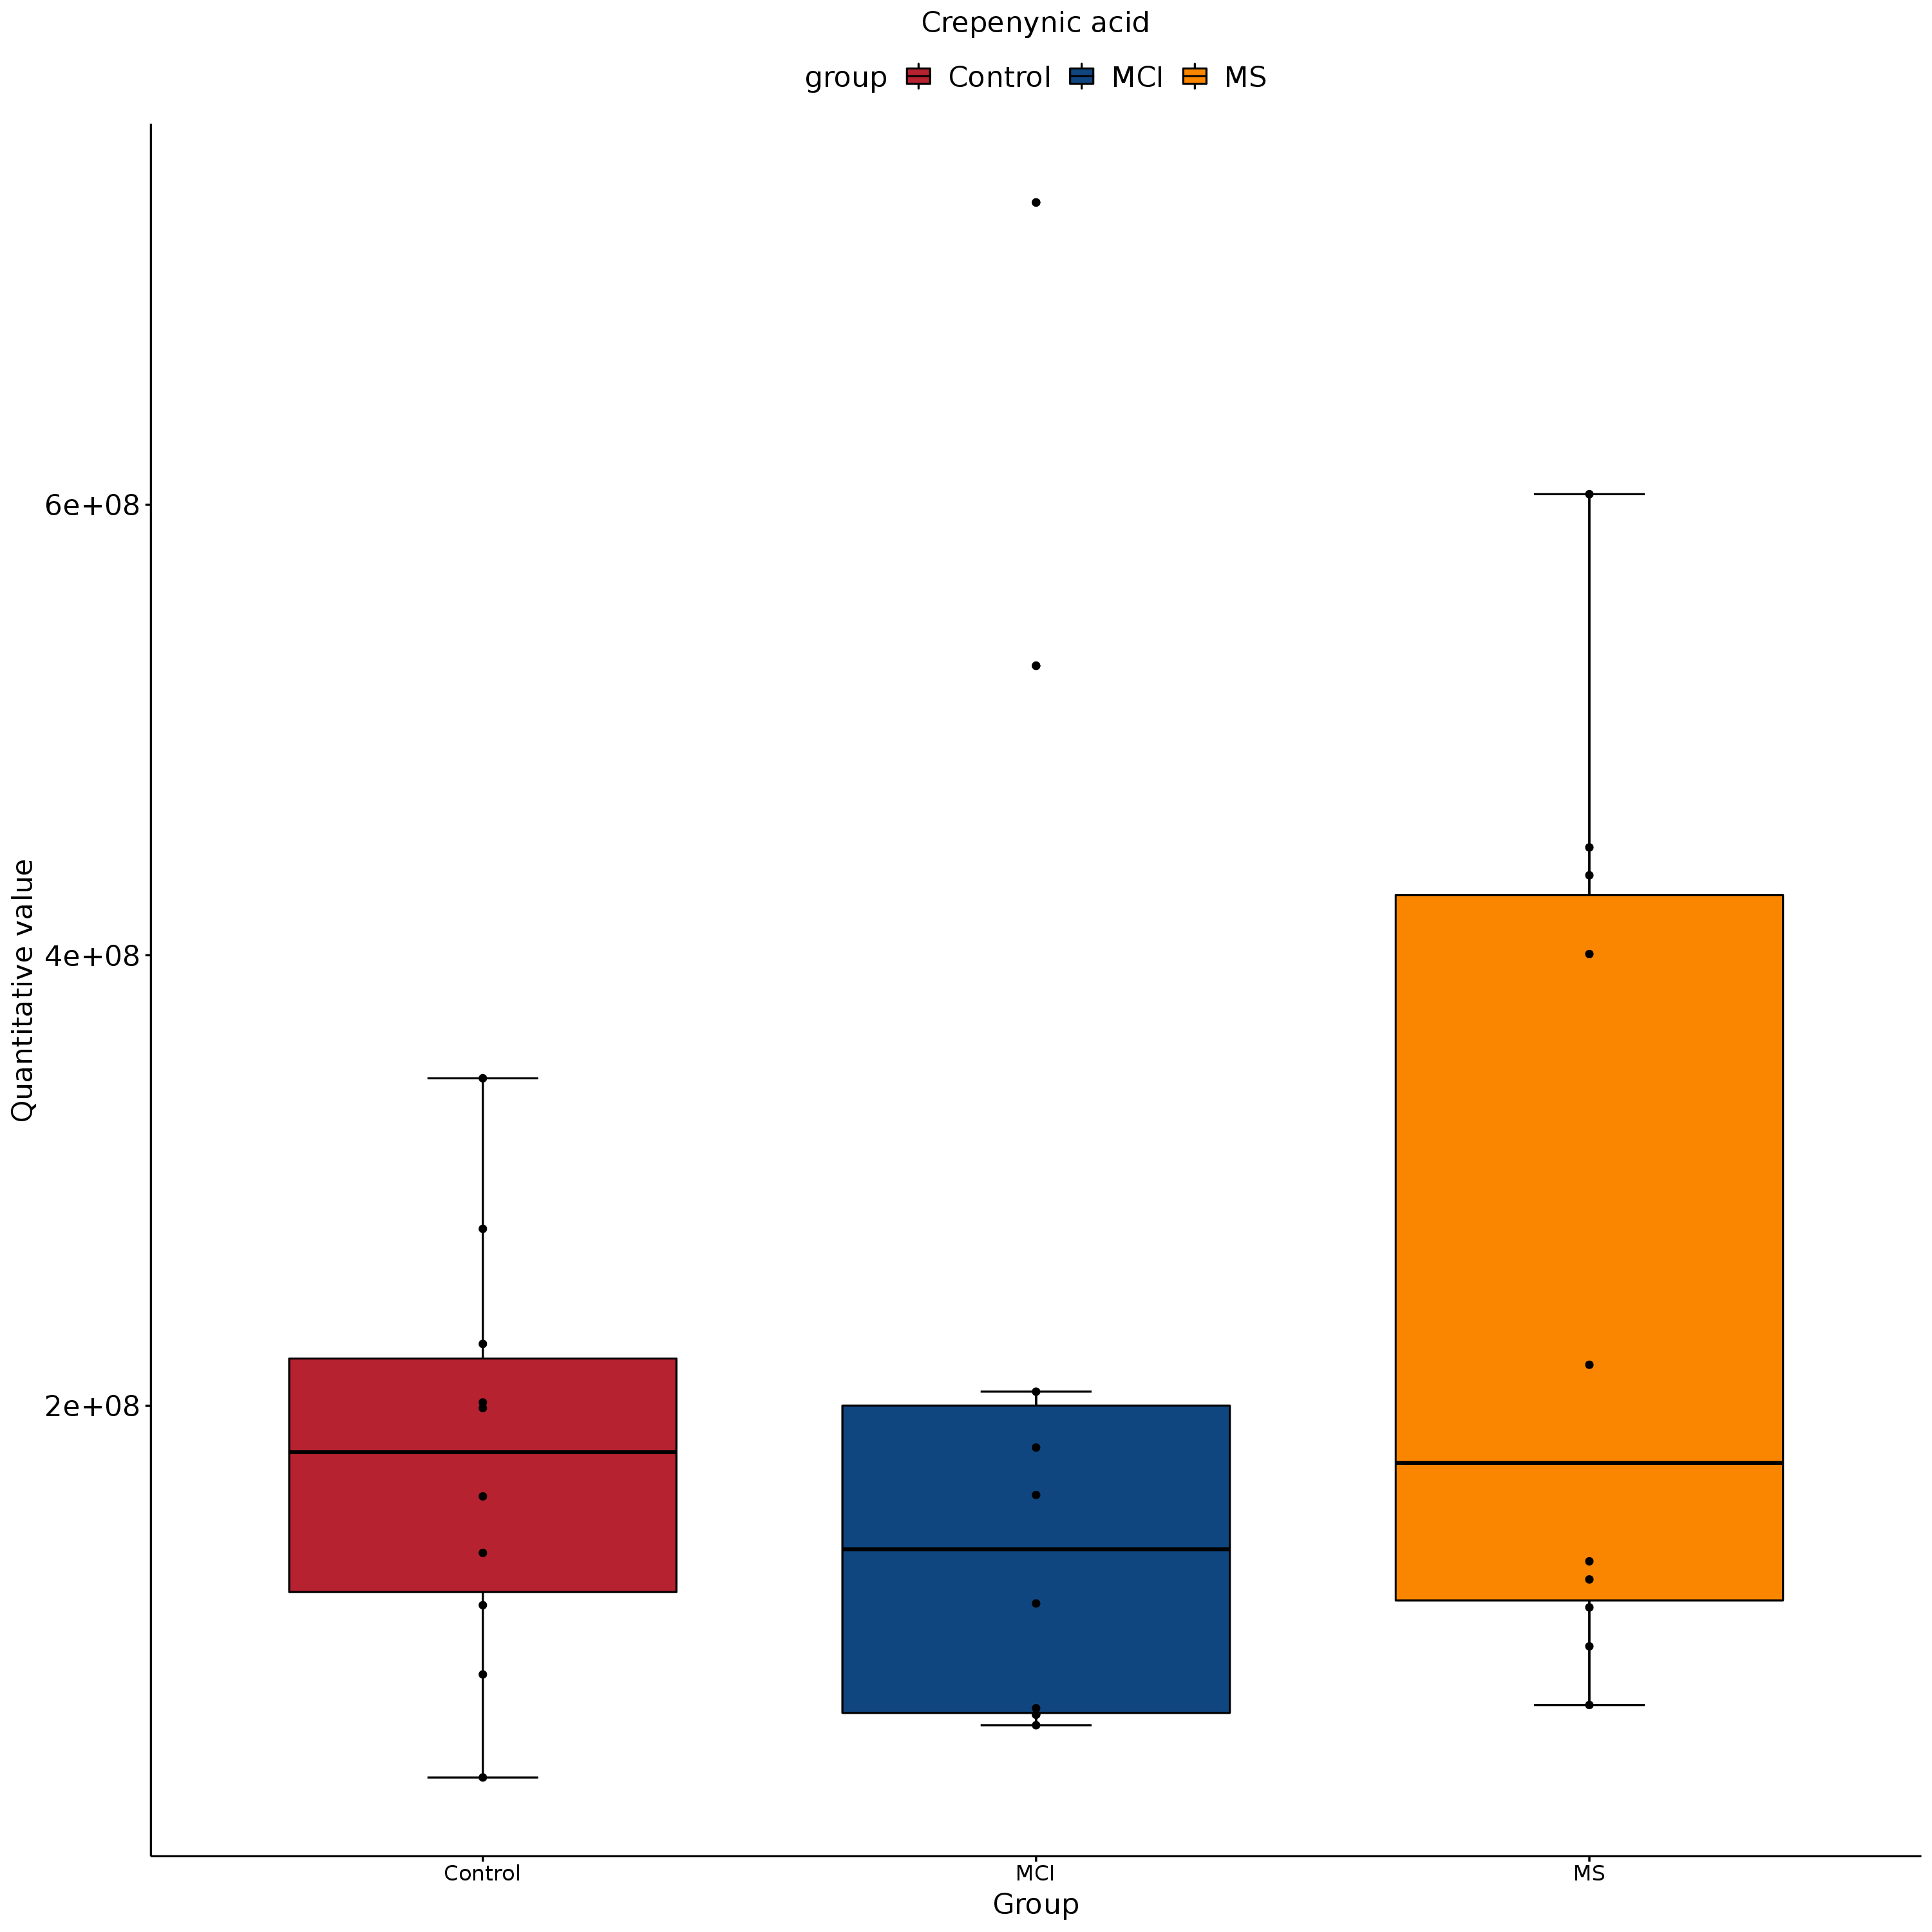 Crepenynic acid
group Control MCI MS
Quantitative value
6e+08
4e+08
2e+08
Control MCI MS
Group